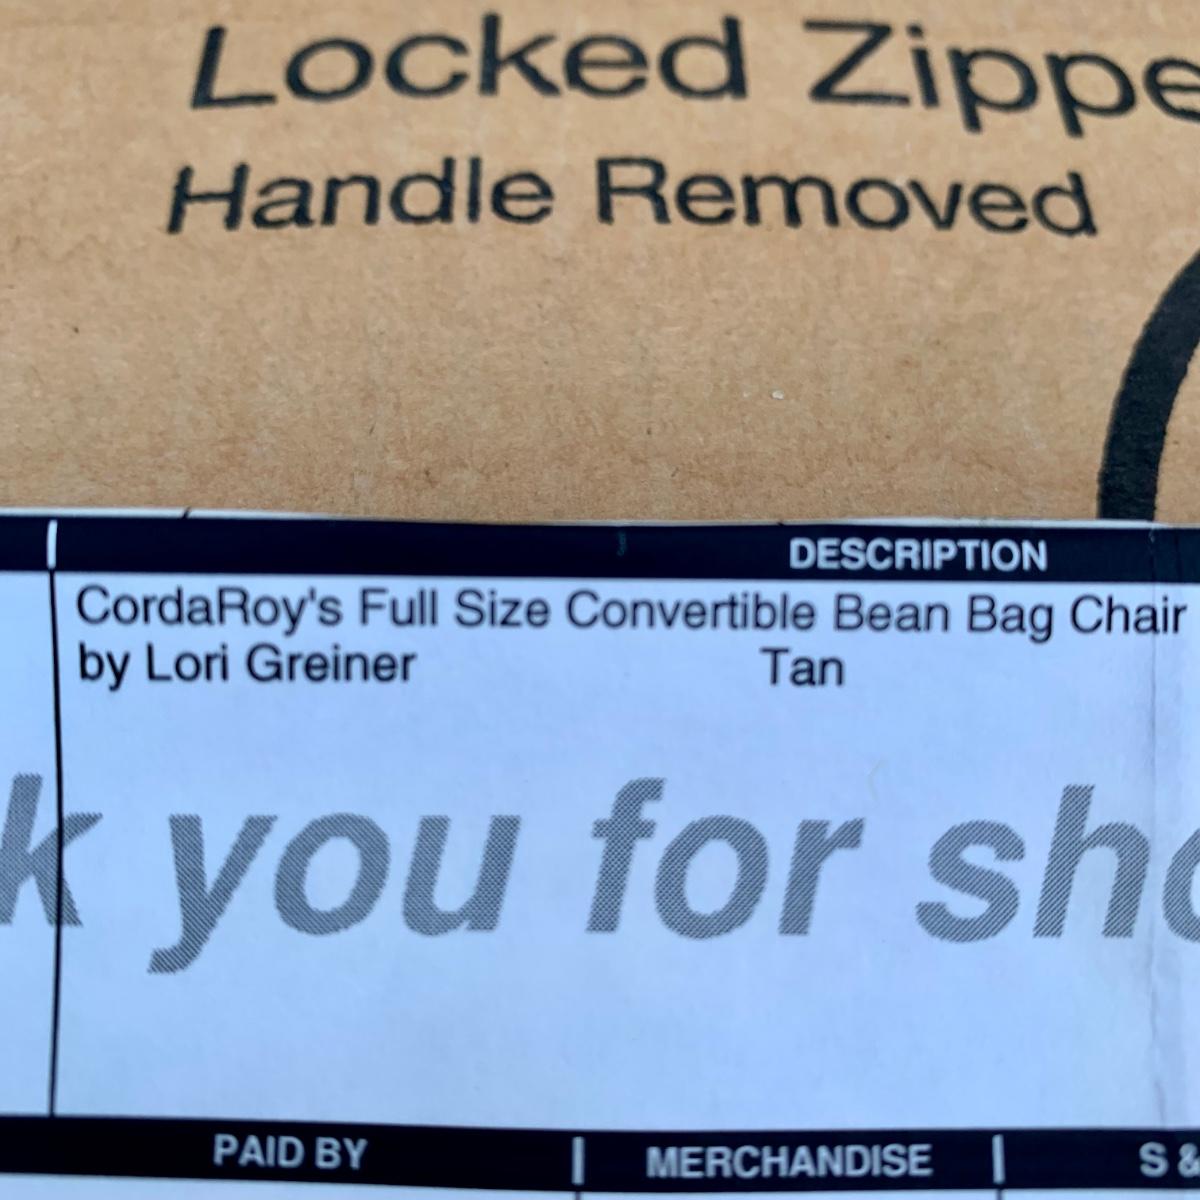 Locked Zippe
Handle Removed
DESCRIPTION
CordaRoy's Full Size Convertible Bean Bag Chair
by Lori Greiner Tan
k you for sho
PAID BY | MERCHANDISE | S &